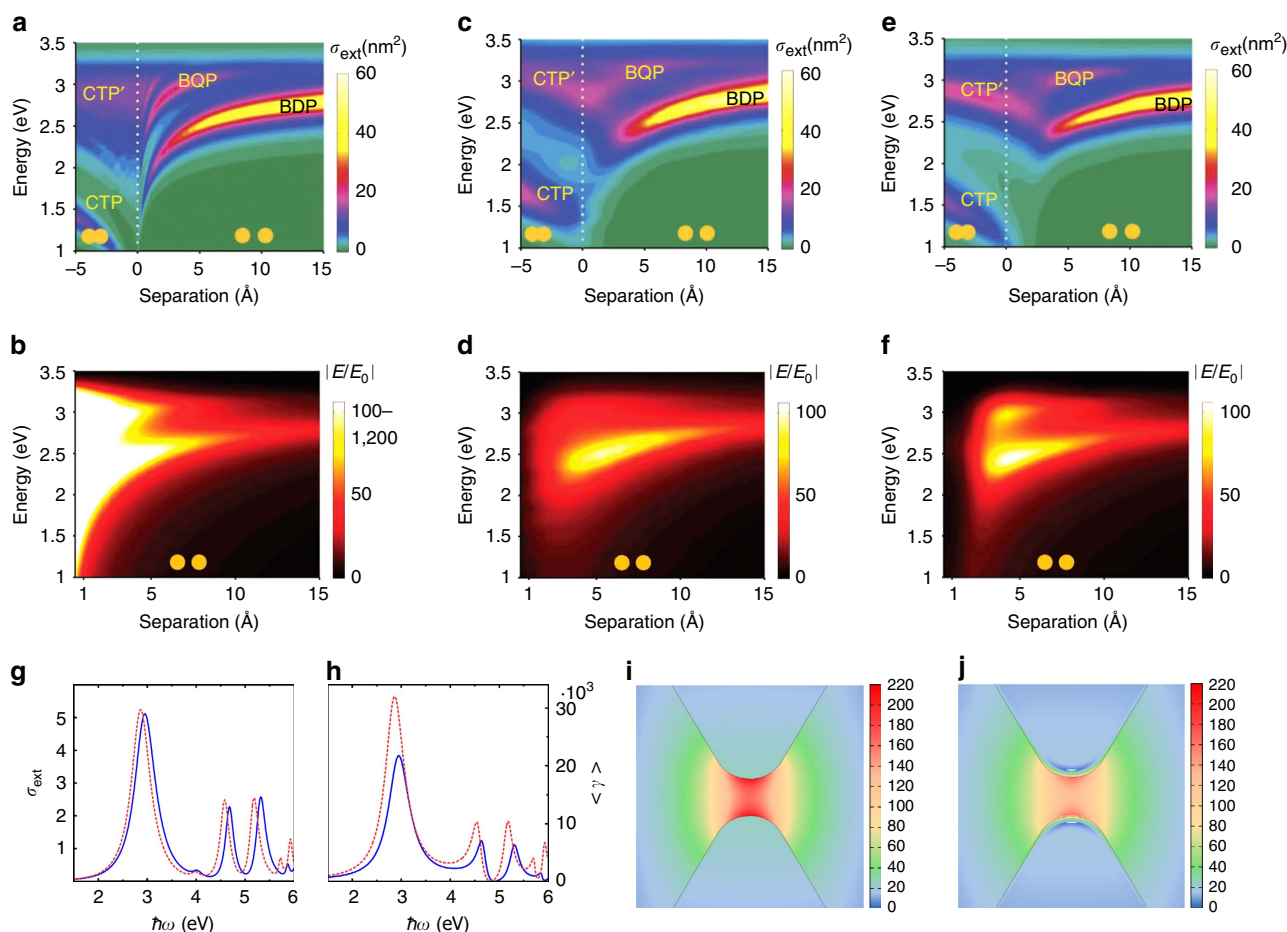 a
σext(nm²)
3.5
3
2.5
2
1.5
1
Energy (eV)
CTP′
BQP
BDP
CTP
60
40
20
0
−5
0
5
10
15
Separation (Å)
c
σext(nm²)
3.5
3
2.5
2
1.5
1
Energy (eV)
CTP′
BQP
BDP
CTP
60
40
20
0
−5
0
5
10
15
Separation (Å)
e
σext(nm²)
3.5
3
2.5
2
1.5
1
Energy (eV)
CTP′
BQP
BDP
CTP
60
40
20
0
−5
0
5
10
15
Separation (Å)
b
|E/E0|
3.5
3
2.5
2
1.5
1
Energy (eV)
100–
1,200
50
0
1
5
10
15
Separation (Å)
d
|E/E0|
3.5
3
2.5
2
1.5
1
Energy (eV)
100
50
0
1
5
10
15
Separation (Å)
f
|E/E0|
3.5
3
2.5
2
1.5
1
Energy (eV)
100
50
0
1
5
10
15
Separation (Å)
g
σext
5
4
3
2
1
2
3
4
5
6
ħω (eV)
h
·10³
30
20
10
0
< γ >
2
3
4
5
6
ħω (eV)
i
220
200
180
160
140
120
100
80
60
40
20
0
j
220
200
180
160
140
120
100
80
60
40
20
0